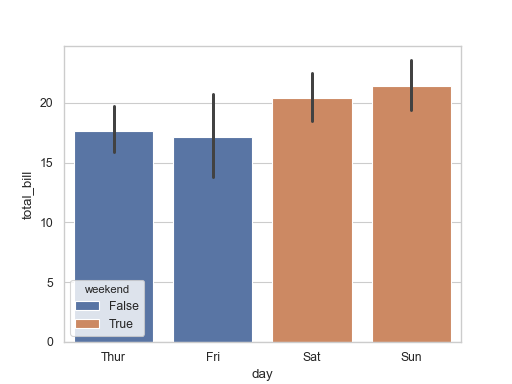 20
15
10
5
0
total_bill
weekend
False
True
Thur Fri Sat Sun
day